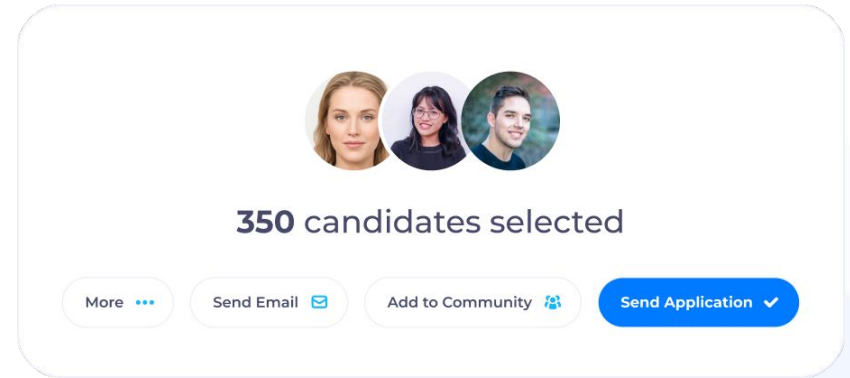 350 candidates selected
More
Send Email
Add to Community
Send Application